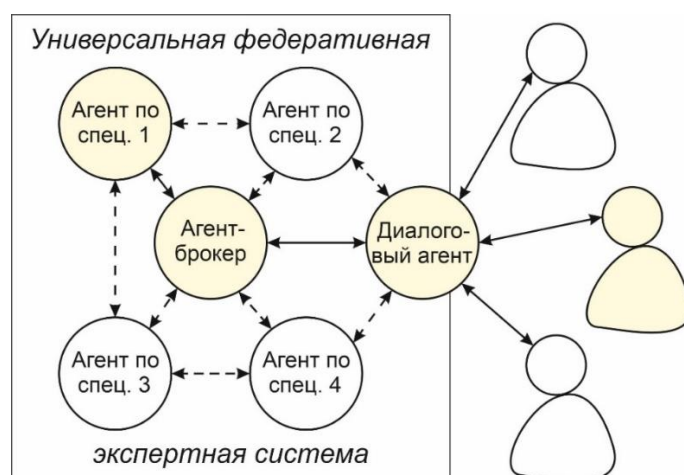 Универсальная федеративная
Агент по
спец. 1
Агент по
спец. 2
Агент-
брокер
Диалого-
вый агент
Агент по
спец. 3
Агент по
спец. 4
экспертная система